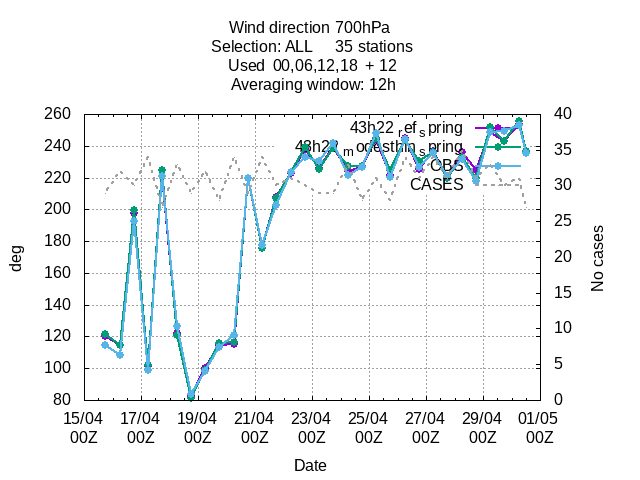 Wind direction 700hPa
Selection: ALL 35 stations
Used 00,06,12,18 + 12
Averaging window: 12h
260 240 220 200 180 160 140 120 100 80
deg
40 35 30 25 20 15 10 5 0
No cases
43h22_ref_spring
43h22_modesthin_spring
OBS
CASES
15/04 17/04 19/04 21/04 23/04 25/04 27/04 29/04 01/05
00Z 00Z 00Z 00Z 00Z 00Z 00Z 00Z 00Z
Date